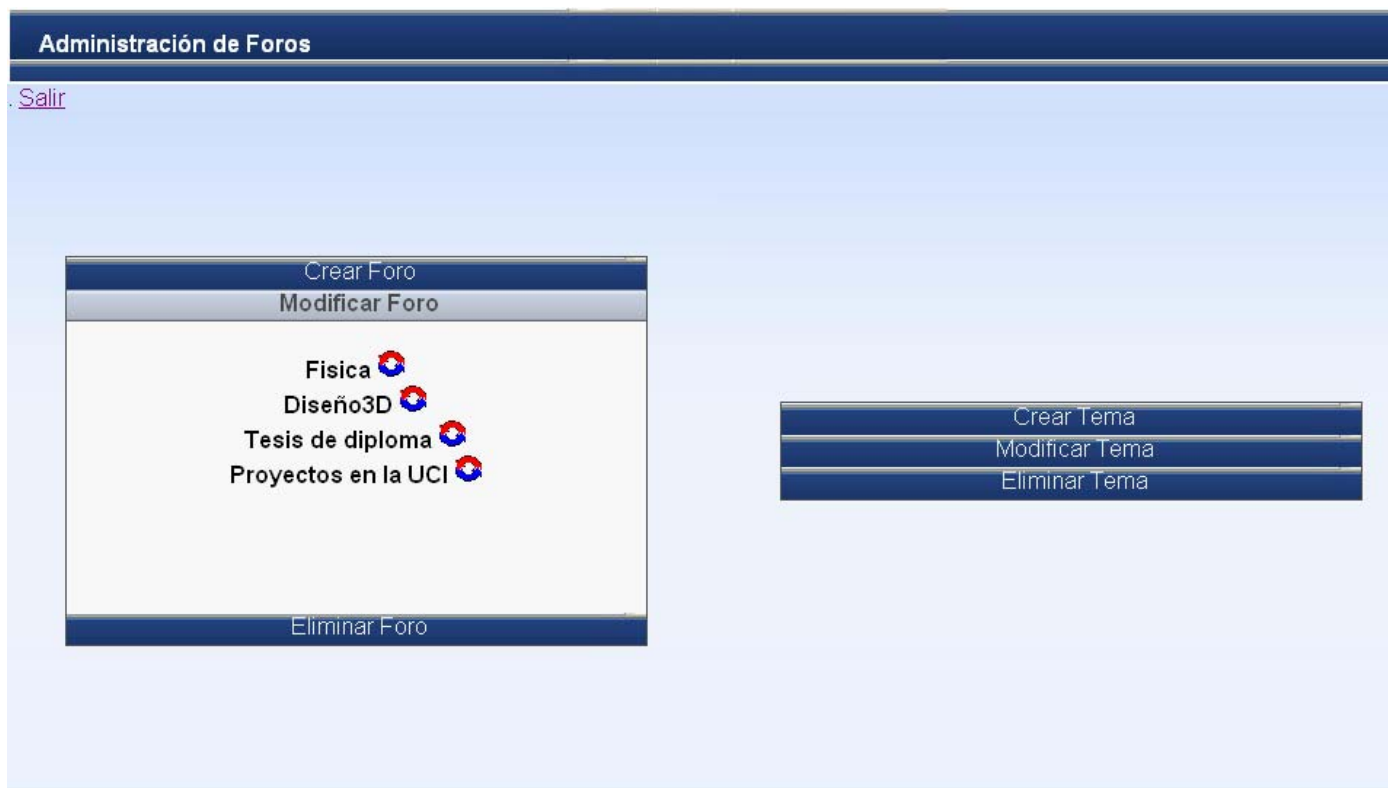 Administración de Foros
. Salir
Crear Foro
Modificar Foro
Fisica
Diseño3D
Tesis de diploma
Proyectos en la UCI
Eliminar Foro
Crear Tema
Modificar Tema
Eliminar Tema